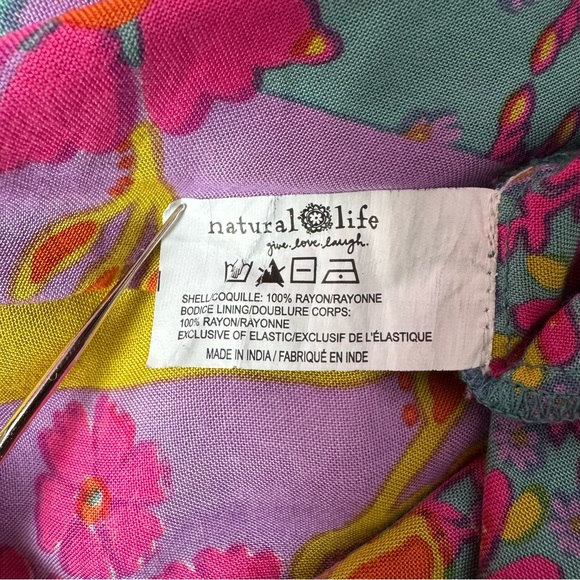 natural life
give. love. laugh.
SHELL/COQUILLE: 100% RAYON/RAYONNE
BODICE LINING/DOUBLURE CORPS:
100% RAYON/RAYONNE
EXCLUSIVE OF ELASTIC/EXCLUSIF DE L'ÉLASTIQUE
MADE IN INDIA / FABRIQUÉ EN INDE